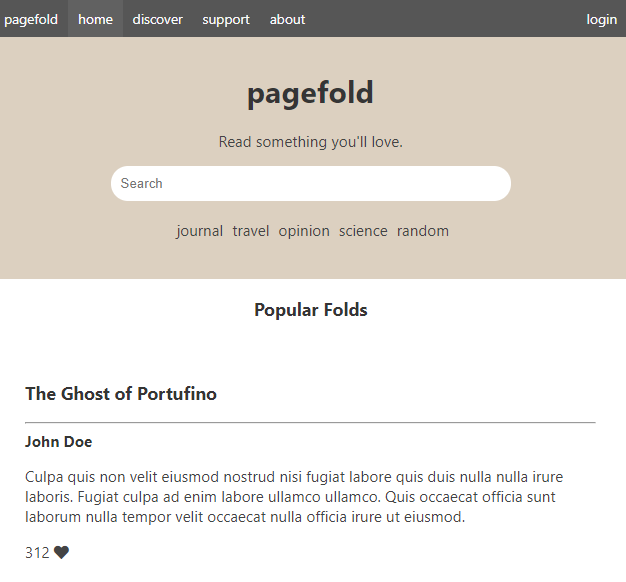 pagefold home discover support about login
pagefold
Read something you'll love.
Search
journal travel opinion science random
Popular Folds
The Ghost of Portufino
John Doe
Culpa quis non velit eiusmod nostrud nisi fugiat labore quis duis nulla nulla irure
laboris. Fugiat culpa ad enim labore ullamco ullamco. Quis occaecat officia sunt
laborum nulla tempor velit occaecat nulla officia irure ut eiusmod.
312